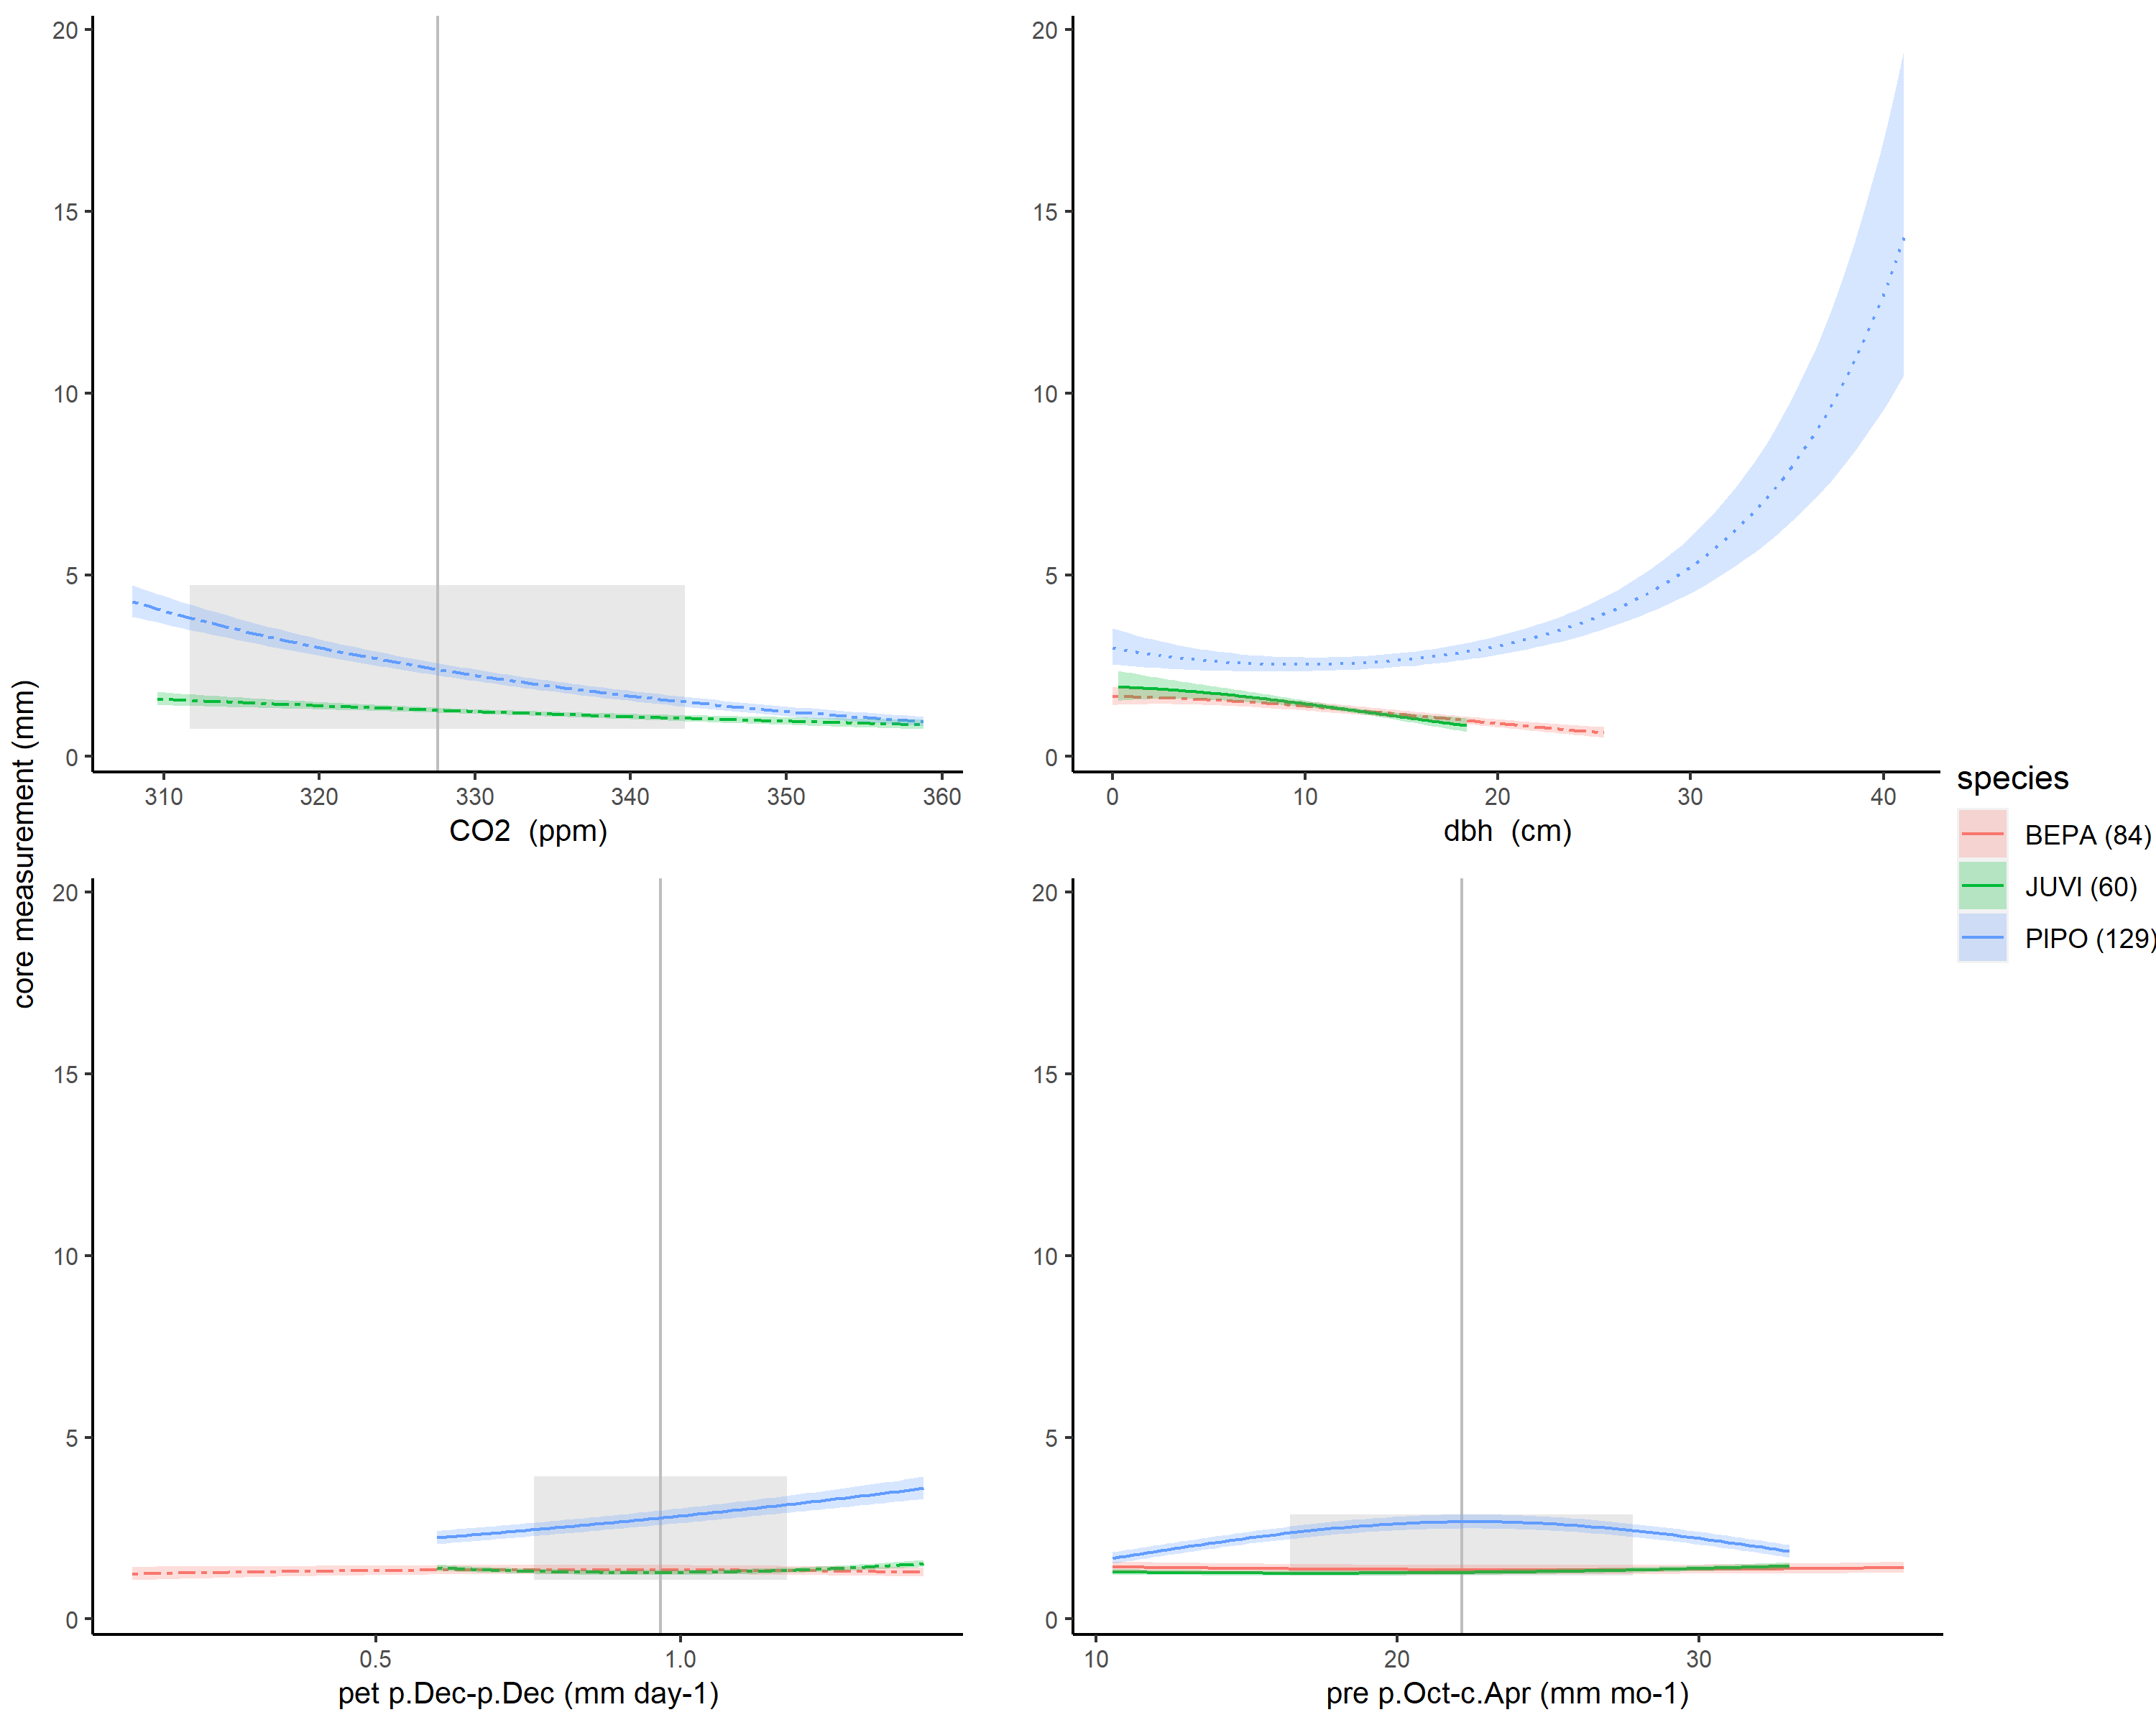 core measurement (mm)
20
15
10
5
0
310 320 330 340 350 360
CO2 (ppm)
20
15
10
5
0
0 10 20 30 40
dbh (cm)
20
15
10
5
0
0.5 1.0
pet p.Dec-p.Dec (mm day-1)
20
15
10
5
0
10 20 30
pre p.Oct-c.Apr (mm mo-1)
species
BEPA (84)
JUVI (60)
PIPO (129)